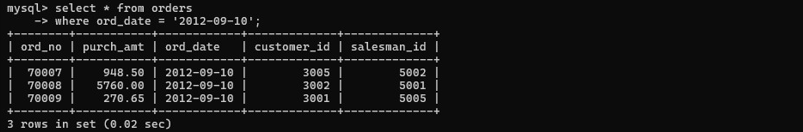 mysql> select * from orders
    -> where ord_date = '2012-09-10';
+--------+-----------+------------+-------------+-------------+
| ord_no | purch_amt | ord_date   | customer_id | salesman_id |
+--------+-----------+------------+-------------+-------------+
|  70007 |    948.50 | 2012-09-10 |        3005 |        5002 |
|  70008 |   5760.00 | 2012-09-10 |        3002 |        5001 |
|  70009 |    270.65 | 2012-09-10 |        3001 |        5005 |
+--------+-----------+------------+-------------+-------------+
3 rows in set (0.02 sec)